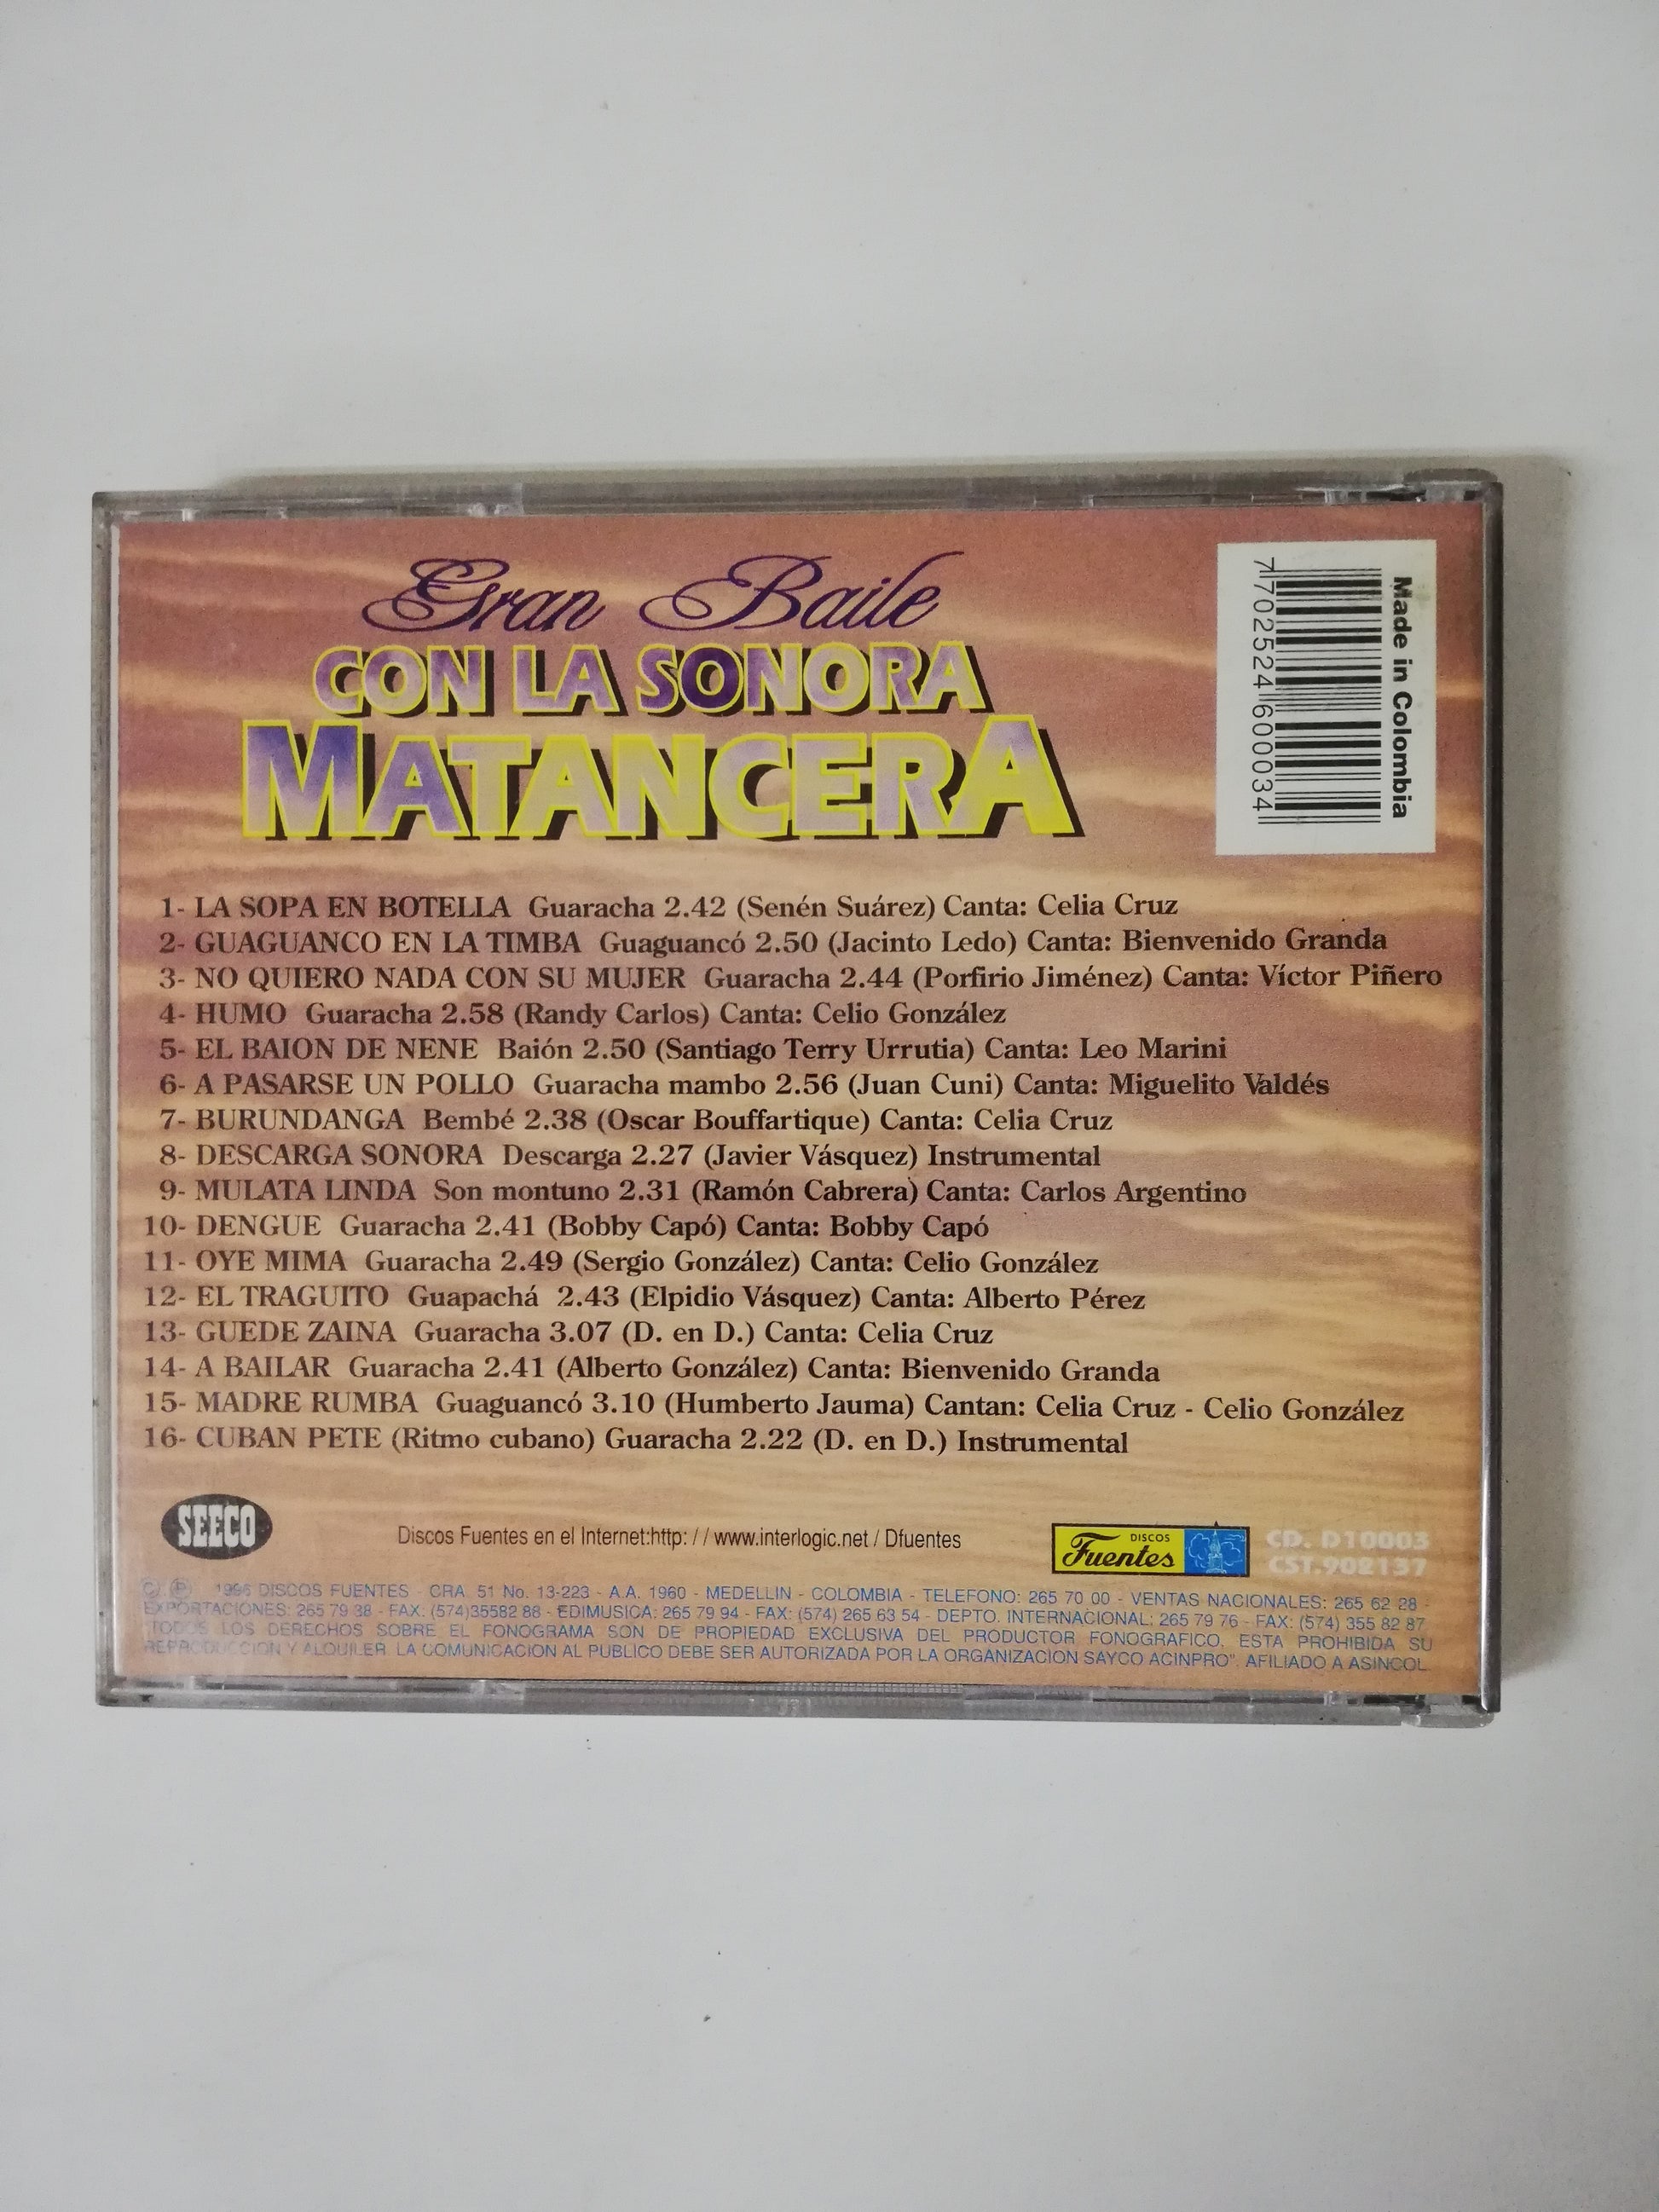 Gran Baile
CON LA SONORA
MATANCERA
Made in Colombia
7702524600034
1- LA SOPA EN BOTELLA Guaracha 2.42 (Senén Suárez) Canta: Celia Cruz
2- GUAGUANCO EN LA TIMBA Guaguancó 2.50 (Jacinto Ledo) Canta: Bienvenido Granda
3- NO QUIERO NADA CON SU MUJER Guaracha 2.44 (Porfirio Jiménez) Canta: Víctor Piñero
4- HUMO Guaracha 2.58 (Randy Carlos) Canta: Celio González
5- EL BAION DE NENE Baión 2.50 (Santiago Terry Urrutia) Canta: Leo Marini
6- A PASARSE UN POLLO Guaracha mambo 2.56 (Juan Cuni) Canta: Miguelito Valdés
7- BURUNDANGA Bembé 2.38 (Oscar Bouffartique) Canta: Celia Cruz
8- DESCARGA SONORA Descarga 2.27 (Javier Vásquez) Instrumental
9- MULATA LINDA Son montuno 2.31 (Ramón Cabrera) Canta: Carlos Argentino
10- DENGUE Guaracha 2.41 (Bobby Capó) Canta: Bobby Capó
11- OYE MIMA Guaracha 2.49 (Sergio González) Canta: Celio González
12- EL TRAGUITO Guapachá 2.43 (Elpidio Vásquez) Canta: Alberto Pérez
13- GUEDE ZAINA Guaracha 3.07 (D. en D.) Canta: Celia Cruz
14- A BAILAR Guaracha 2.41 (Alberto González) Canta: Bienvenido Granda
15- MADRE RUMBA Guaguancó 3.10 (Humberto Jauma) Cantan: Celia Cruz - Celio González
16- CUBAN PETE (Ritmo cubano) Guaracha 2.22 (D. en D.) Instrumental
SEECO
Discos Fuentes en el Internet:http: / / www.interlogic.net / Dfuentes
DISCOS
Fuentes
CD. D10003
CST.902137
© ℗ 1996 DISCOS FUENTES - CRA. 51 No. 13-223 - A.A. 1960 - MEDELLIN - COLOMBIA - TELEFONO: 265 70 00 - VENTAS NACIONALES: 265 62 28 -
EXPORTACIONES: 265 79 38 - FAX: (574)35582 88 - EDIMUSICA: 265 79 94 - FAX: (574) 265 63 54 - DEPTO. INTERNACIONAL: 265 79 76 - FAX: (574) 355 82 87
"TODOS LOS DERECHOS SOBRE EL FONOGRAMA SON DE PROPIEDAD EXCLUSIVA DEL PRODUCTOR FONOGRAFICO. ESTA PROHIBIDA SU
REPRODUCCION Y ALQUILER. LA COMUNICACION AL PUBLICO DEBE SER AUTORIZADA POR LA ORGANIZACION SAYCO ACINPRO". AFILIADO A ASINCOL